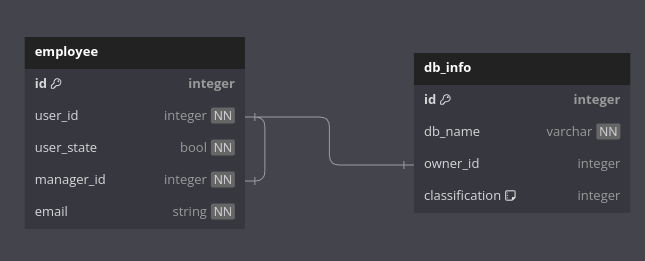 employee
id integer
user_id integer NN
user_state bool NN
manager_id integer NN
email string NN
db_info
id integer
db_name varchar NN
owner_id integer
classification integer